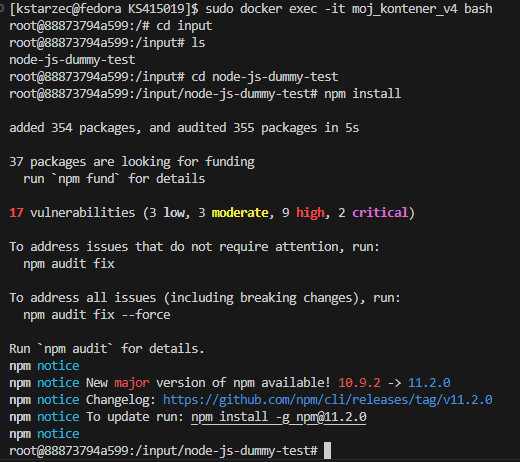 [kstarzec@fedora KS415019]$ sudo docker exec -it moj_kontener_v4 bash
root@88873794a599:/# cd input
root@88873794a599:/input# ls
node-js-dummy-test
root@88873794a599:/input# cd node-js-dummy-test
root@88873794a599:/input/node-js-dummy-test# npm install
added 354 packages, and audited 355 packages in 5s
37 packages are looking for funding
  run `npm fund` for details
17 vulnerabilities (3 low, 3 moderate, 9 high, 2 critical)
To address issues that do not require attention, run:
  npm audit fix
To address all issues (including breaking changes), run:
  npm audit fix --force
Run `npm audit` for details.
npm notice
npm notice New major version of npm available! 10.9.2 -> 11.2.0
npm notice Changelog: https://github.com/npm/cli/releases/tag/v11.2.0
npm notice To update run: npm install -g npm@11.2.0
npm notice
root@88873794a599:/input/node-js-dummy-test#